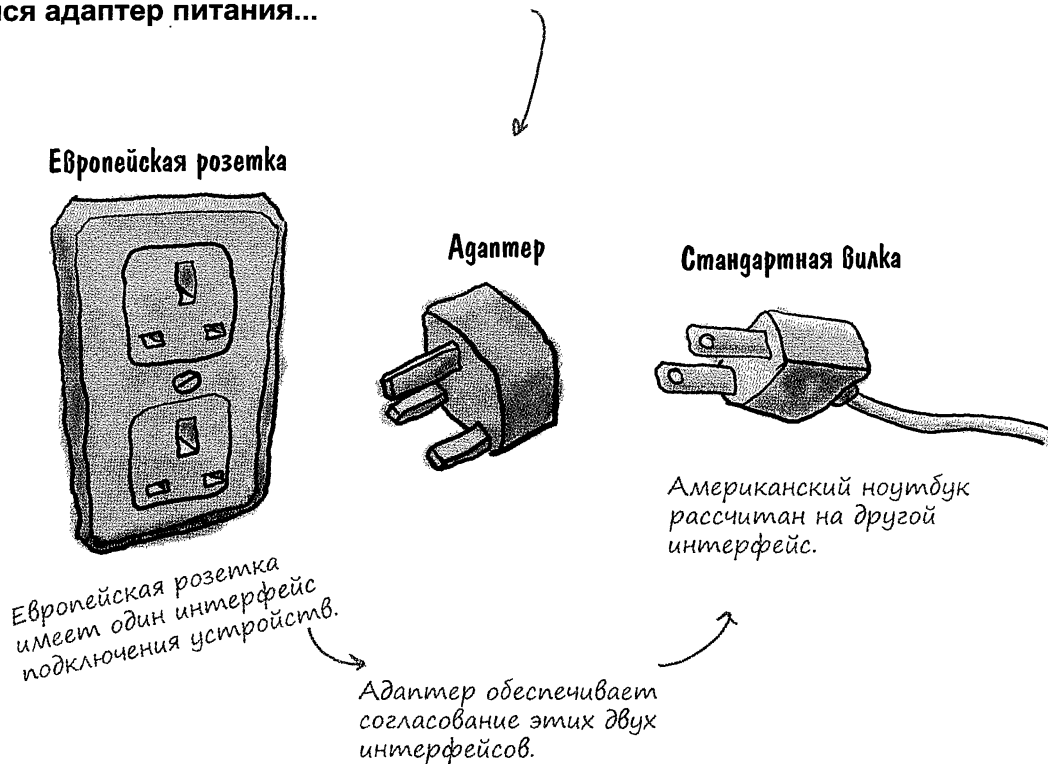 ся адаптер питания...
Европейская розетка
Адаптер
Стандартная вилка
Американский ноутбук
рассчитан на другой
интерфейс.
Европейская розетка
имеет один интерфейс
подключения устройств.
Адаптер обеспечивает
согласование этих двух
интерфейсов.